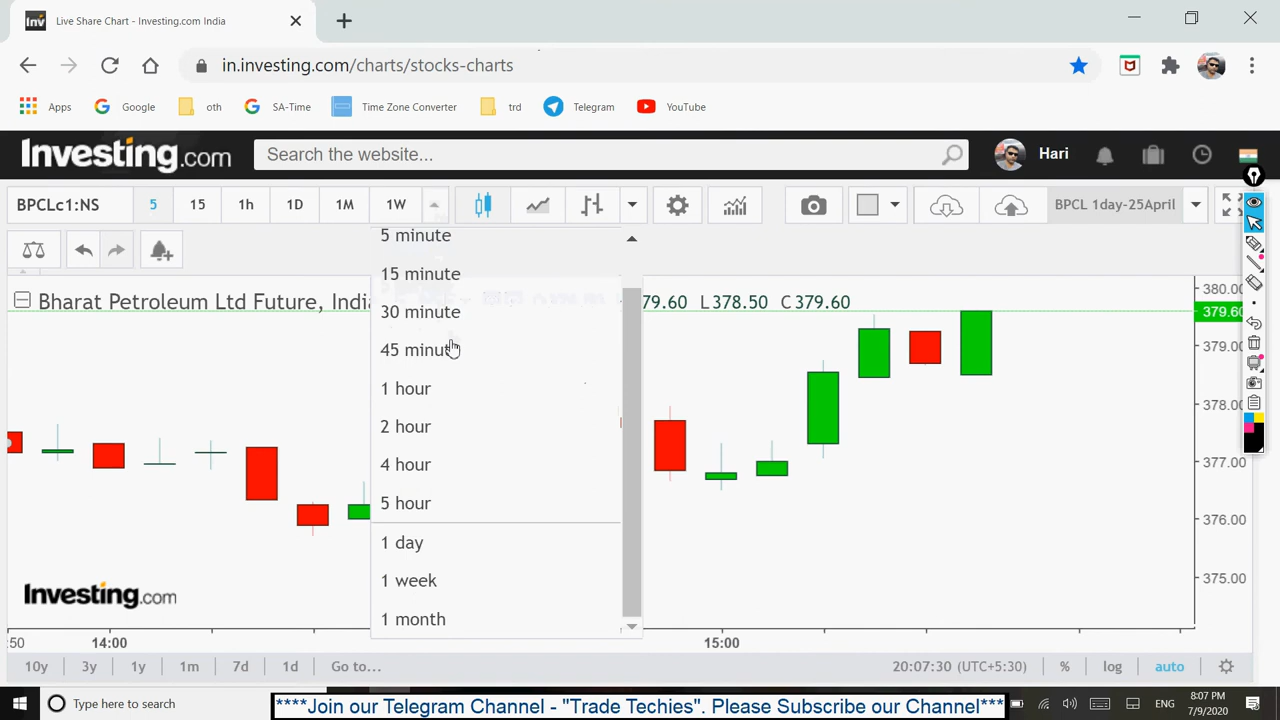 Inv Live Share Chart - Investing.com India
in.investing.com/charts/stocks-charts
Apps Google oth SA-Time Time Zone Converter trd Telegram YouTube
Investing.com Search the website... Hari
BPCLc1:NS 5 15 1h 1D 1M 1W BPCL 1day-25April
5 minute
15 minute
Bharat Petroleum Ltd Future, India 379.60 L378.50 C379.60
30 minute
45 minute
1 hour
2 hour
4 hour
5 hour
1 day
1 week
1 month
380.00
379.60
379.00
378.00
377.00
376.00
375.00
Investing.com
:50 14:00 15:00
10y 3y 1y 1m 7d 1d Go to... 20:07:30 (UTC+5:30) % log auto
Type here to search
****Join our Telegram Channel - "Trade Techies". Please Subscribe our Channel***
ENG
8:07 PM
7/9/2020